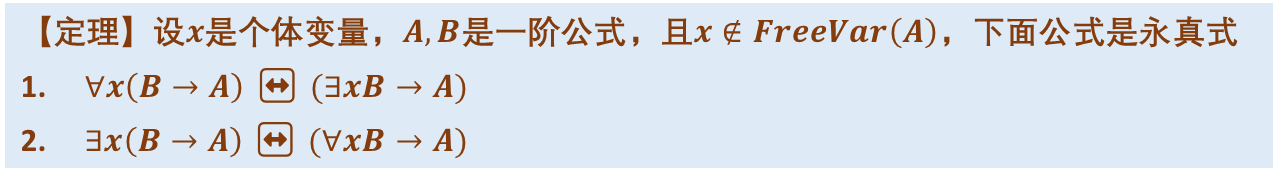 【定理】设x是个体变量，A, B是一阶公式，且x ∉ FreeVar(A)，下面公式是永真式
1. ∀x(B → A) ↔ (∃xB → A)
2. ∃x(B → A) ↔ (∀xB → A)